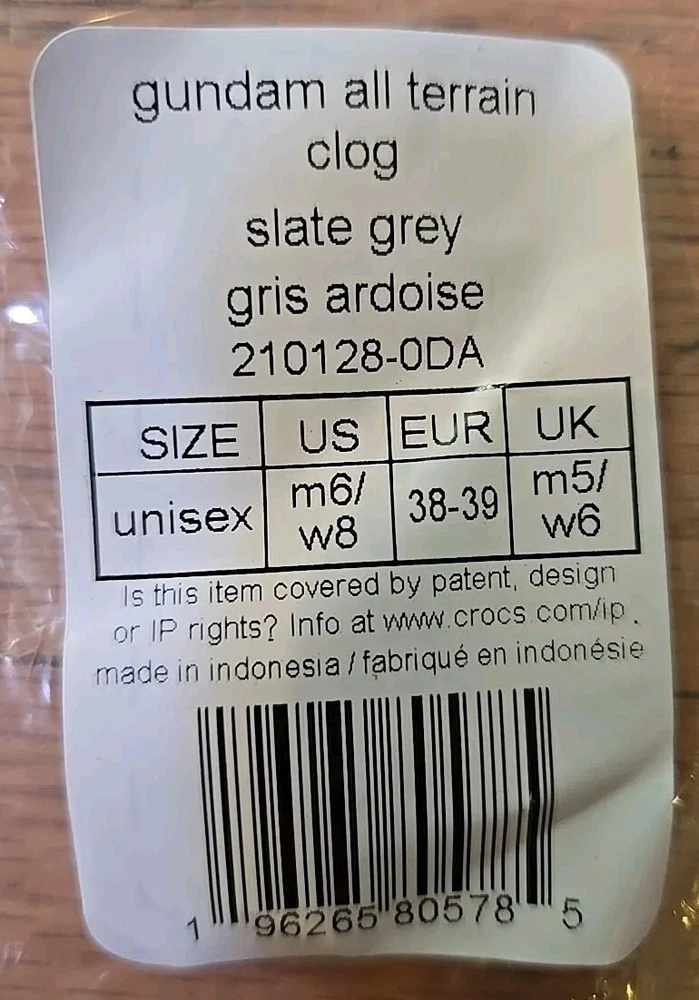 gundam all terrain
clog
slate grey
gris ardoise
210128-0DA
SIZE US EUR UK
unisex m6/ w8 38-39 m5/ w6
Is this item covered by patent, design
or IP rights? Info at www.crocs.com/ip.
made in indonesia / fabriqué en indonésie
1 96265 80578 5